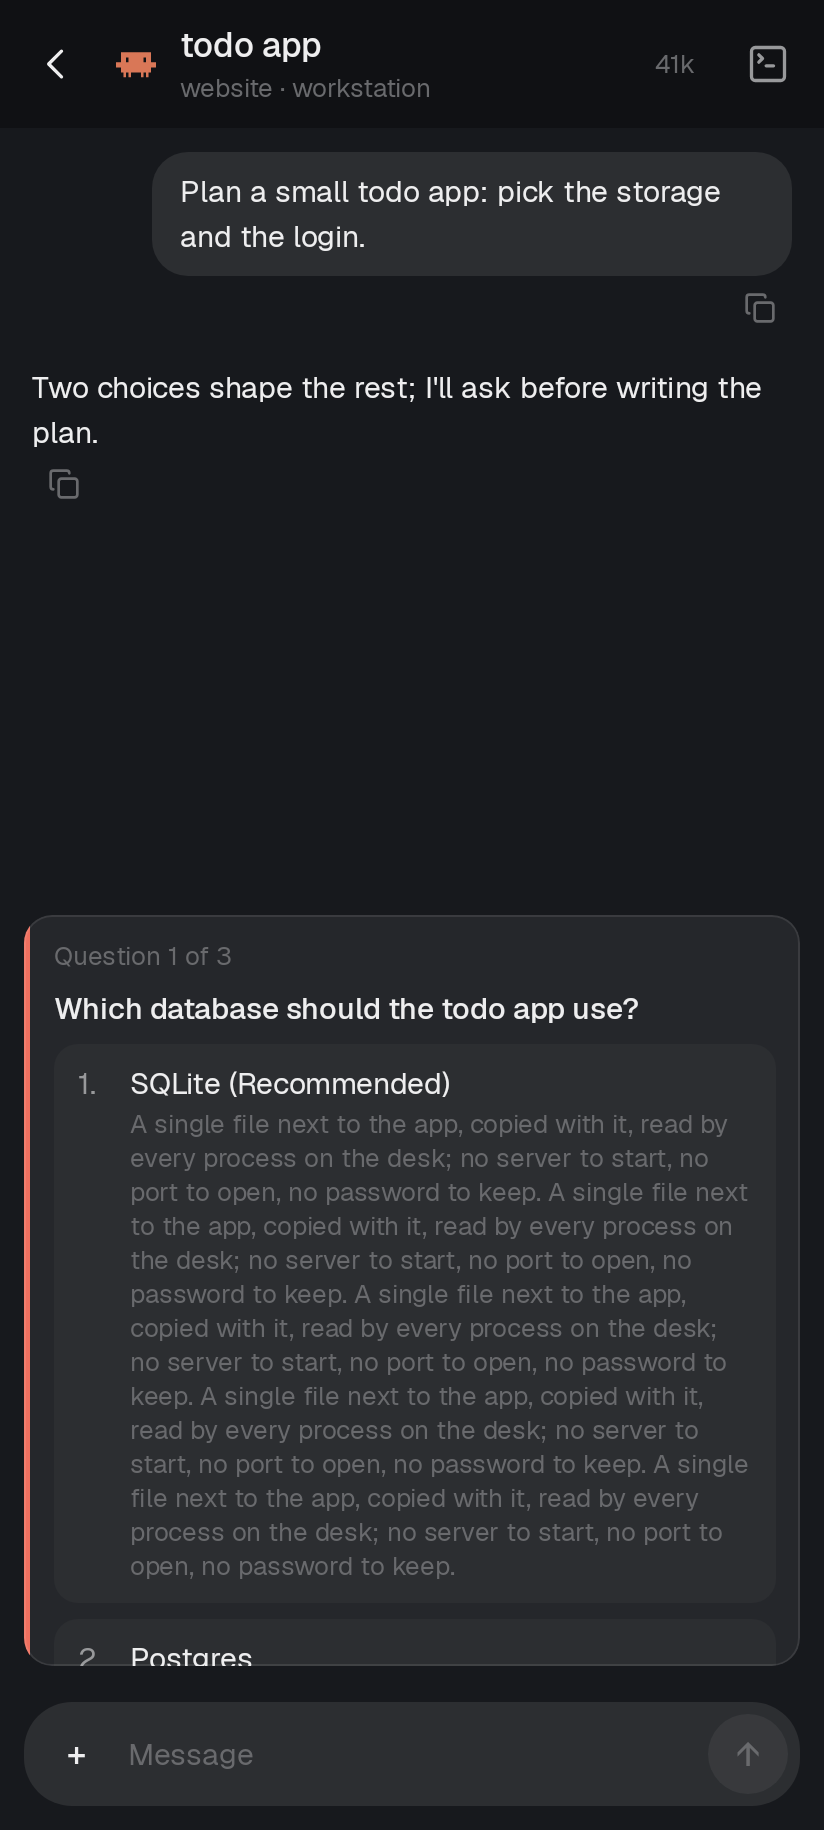 todo app
website · workstation
41k
Plan a small todo app: pick the storage
and the login.
Two choices shape the rest; I'll ask before writing the
plan.
Question 1 of 3
Which database should the todo app use?
1. SQLite (Recommended)
A single file next to the app, copied with it, read by
every process on the desk; no server to start, no
port to open, no password to keep. A single file next
to the app, copied with it, read by every process on
the desk; no server to start, no port to open, no
password to keep. A single file next to the app,
copied with it, read by every process on the desk;
no server to start, no port to open, no password to
keep. A single file next to the app, copied with it,
read by every process on the desk; no server to
start, no port to open, no password to keep. A single
file next to the app, copied with it, read by every
process on the desk; no server to start, no port to
open, no password to keep.
2 Postgres
+ Message